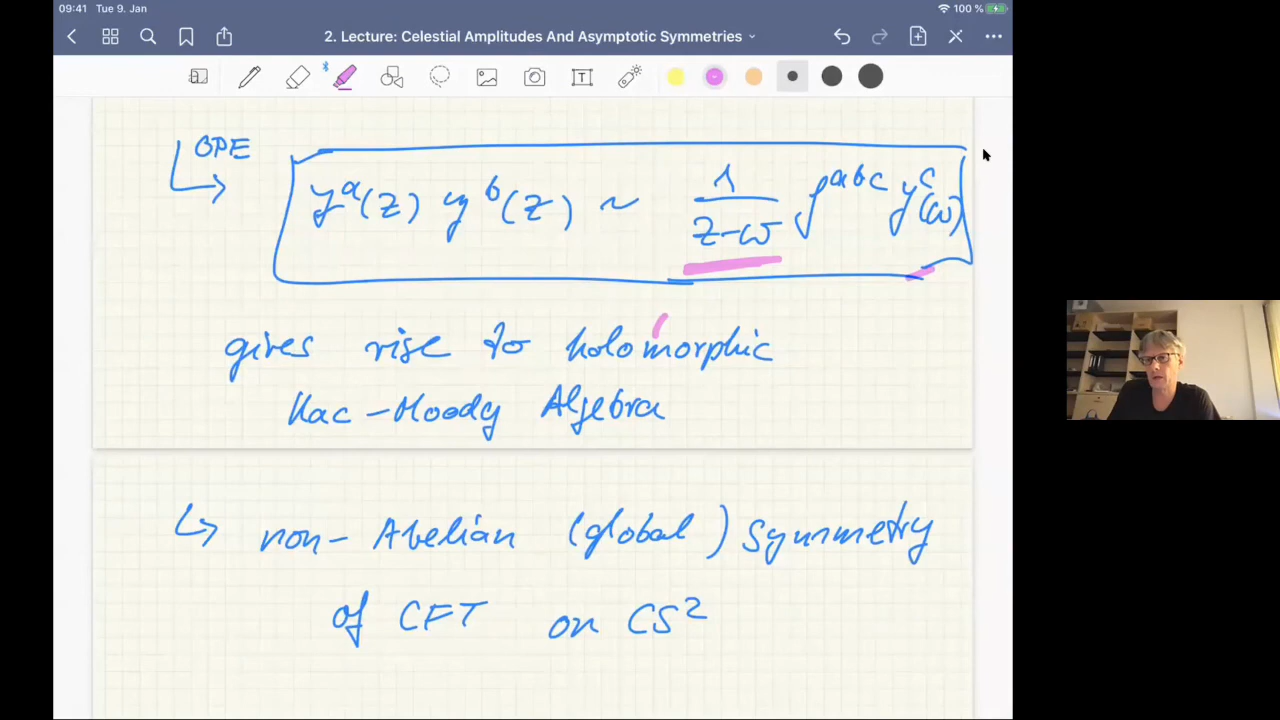 09:41 Tue 9. Jan 100 %
2. Lecture: Celestial Amplitudes And Asymptotic Symmetries
T
OPE
y^a(z) y^b(z) ~ 1/(z-ω) f^{abc} y^c(ω)
gives rise to holomorphic
Kac-Moody Algebra
↳ non-Abelian (global) Symmetry
of CFT on CS²